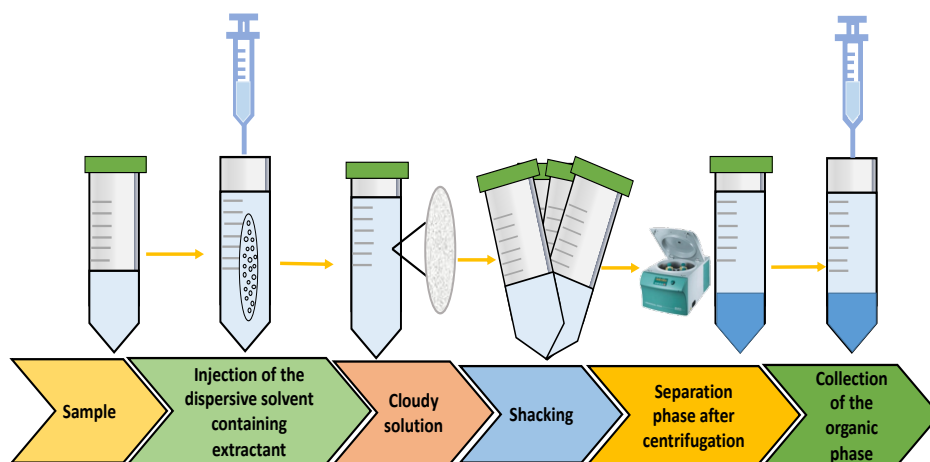 Sample
Injection of the
dispersive solvent
containing
extractant
Cloudy
solution
Shacking
Separation
phase after
centrifugation
Collection
of the
organic
phase